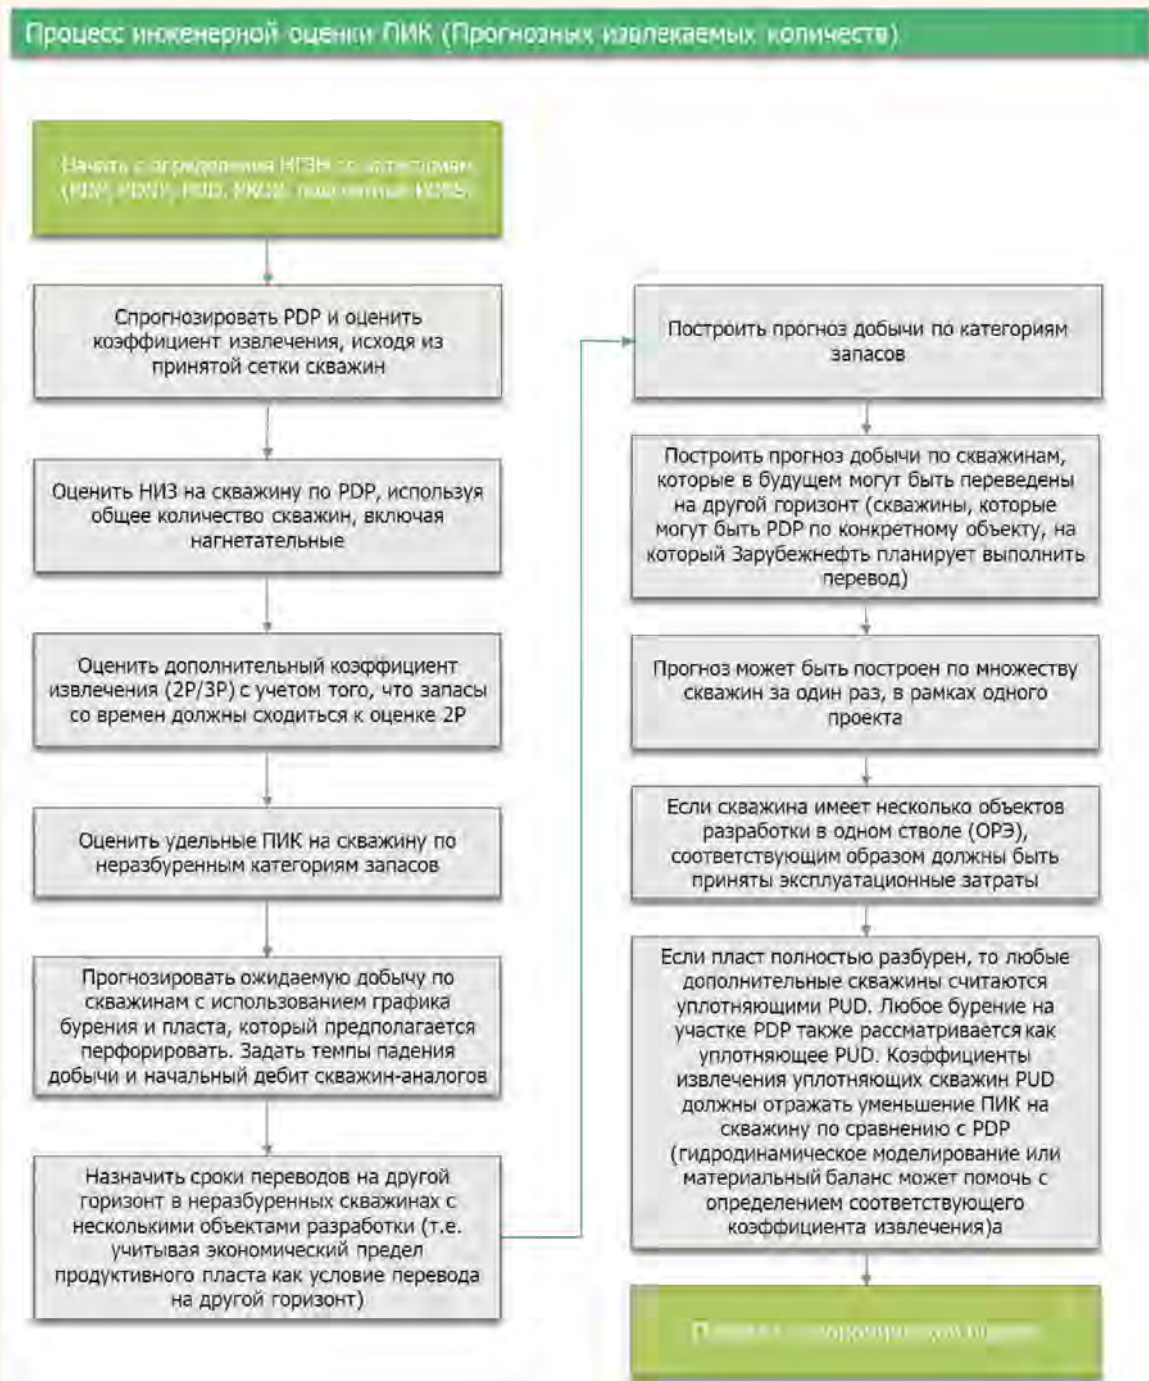 Процесс инженерной оценки ПИК (Прогнозных извлекаемых количеств)
Начать с определения НГЗН по категориям
(PDP, PDNP, PUD,
Спрогнозировать PDP и оценить
коэффициент извлечения, исходя из
принятой сетки скважин
Оценить НИЗ на скважину по PDP, используя
общее количество скважин, включая
нагнетательные
Оценить дополнительный коэффициент
извлечения (2P/3P) с учетом того, что запасы
со времен должны сходиться к оценке 2P
Оценить удельные ПИК на скважину по
неразбуренным категориям запасов
Прогнозировать ожидаемую добычу по
скважинам с использованием графика
бурения и пласта, который предполагается
перфорировать. Задать темпы падения
добычи и начальный дебит скважин-аналогов
Назначить сроки переводов на другой
горизонт в неразбуренных скважинах с
несколькими объектами разработки (т.е.
учитывая экономический предел
продуктивного пласта как условие перевода
на другой горизонт)
Построить прогноз добычи по категориям
запасов
Построить прогноз добычи по скважинам,
которые в будущем могут быть переведены
на другой горизонт (скважины, которые
могут быть PDP по конкретному объекту, на
который Зарубежнефть планирует выполнить
перевод)
Прогноз может быть построен по множеству
скважин за один раз, в рамках одного
проекта
Если скважина имеет несколько объектов
разработки в одном стволе (ОРЭ),
соответствующим образом должны быть
приняты эксплуатационные затраты
Если пласт полностью разбурен, то любые
дополнительные скважины считаются
уплотняющими PUD. Любое бурение на
участке PDP также рассматривается как
уплотняющее PUD. Коэффициенты
извлечения уплотняющих скважин PUD
должны отражать уменьшение ПИК на
скважину по сравнению с PDP
(гидродинамическое моделирование или
материальный баланс может помочь с
определением соответствующего
коэффициента извлечения)а